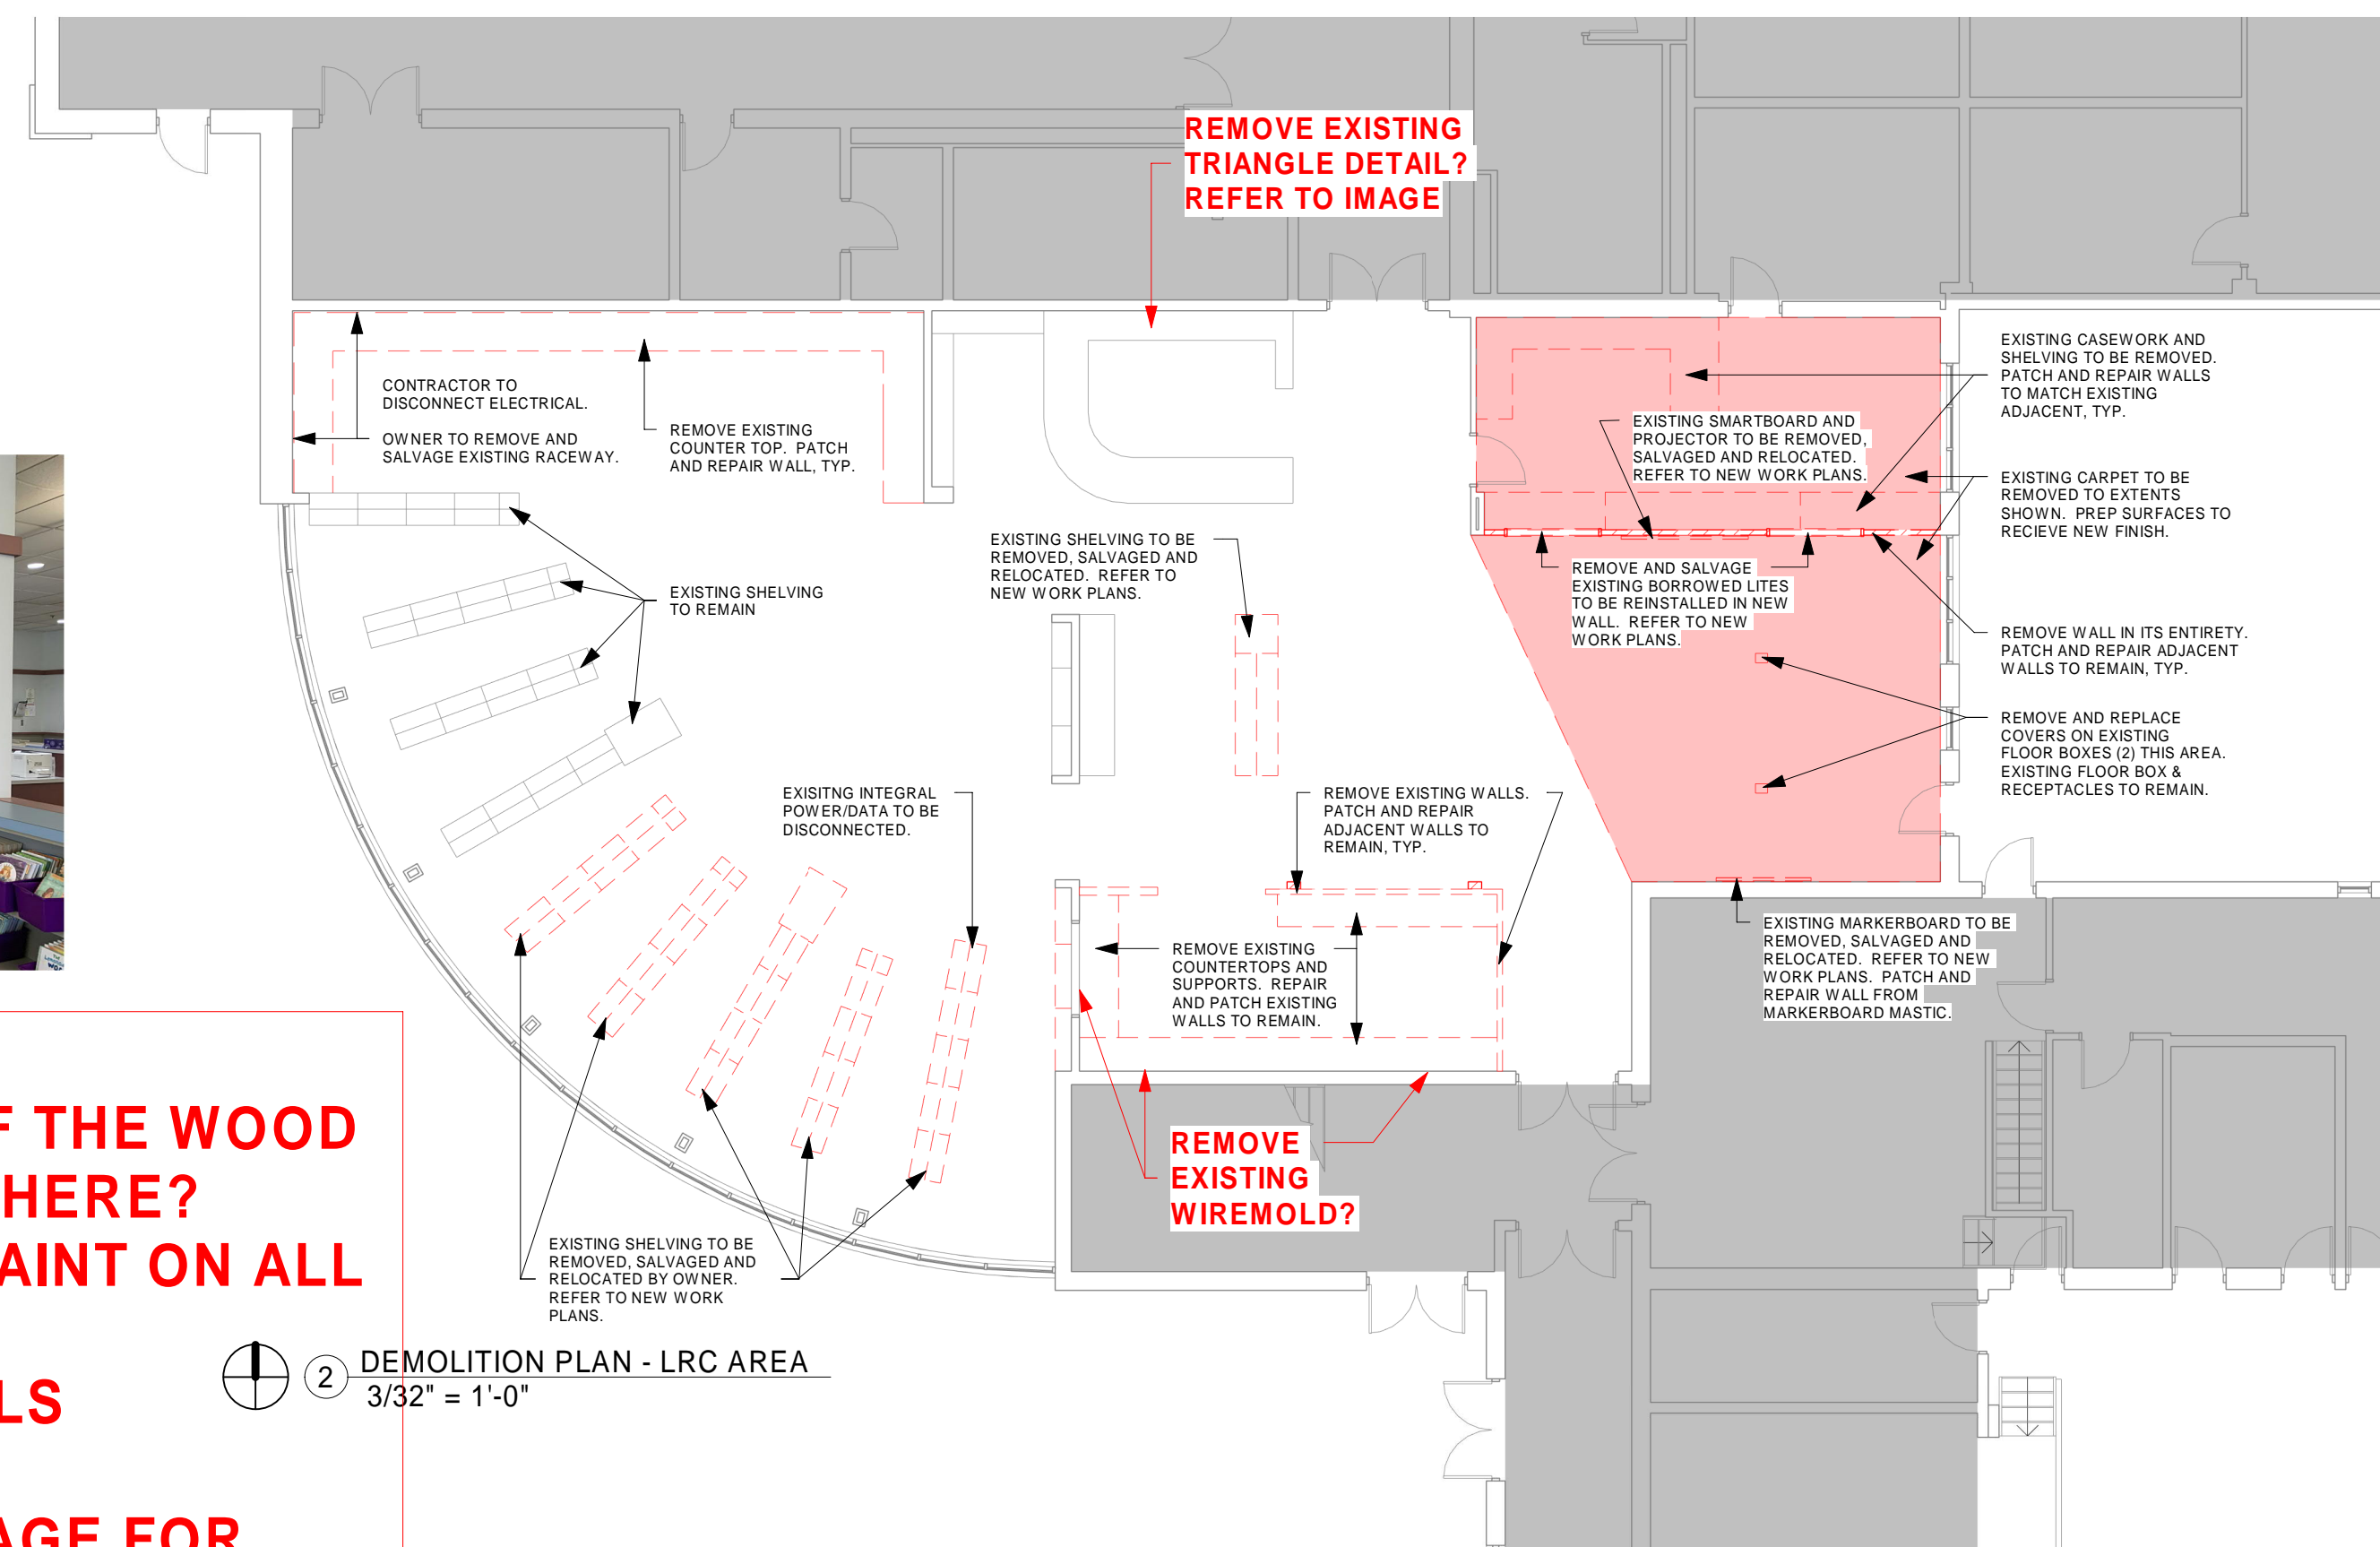 REMOVE EXISTING
TRIANGLE DETAIL?
REFER TO IMAGE
CONTRACTOR TO
DISCONNECT ELECTRICAL.
OWNER TO REMOVE AND
SALVAGE EXISTING RACEWAY.
REMOVE EXISTING
COUNTER TOP. PATCH
AND REPAIR WALL, TYP.
EXISTING SMARTBOARD AND
PROJECTOR TO BE REMOVED,
SALVAGED AND RELOCATED.
REFER TO NEW WORK PLANS.
EXISTING CASEWORK AND
SHELVING TO BE REMOVED.
PATCH AND REPAIR WALLS
TO MATCH EXISTING
ADJACENT, TYP.
EXISTING CARPET TO BE
REMOVED TO EXTENTS
SHOWN. PREP SURFACES TO
RECIEVE NEW FINISH.
EXISTING SHELVING TO BE
REMOVED, SALVAGED AND
RELOCATED. REFER TO
NEW WORK PLANS.
EXISTING SHELVING
TO REMAIN
REMOVE AND SALVAGE
EXISTING BORROWED LITES
TO BE REINSTALLED IN NEW
WALL. REFER TO NEW
WORK PLANS.
REMOVE WALL IN ITS ENTIRETY.
PATCH AND REPAIR ADJACENT
WALLS TO REMAIN, TYP.
REMOVE AND REPLACE
COVERS ON EXISTING
FLOOR BOXES (2) THIS AREA.
EXISTING FLOOR BOX &
RECEPTACLES TO REMAIN.
EXISITNG INTEGRAL
POWER/DATA TO BE
DISCONNECTED.
REMOVE EXISTING WALLS.
PATCH AND REPAIR
ADJACENT WALLS TO
REMAIN, TYP.
REMOVE EXISTING
COUNTERTOPS AND
SUPPORTS. REPAIR
AND PATCH EXISTING
WALLS TO REMAIN.
EXISTING MARKERBOARD TO BE
REMOVED, SALVAGED AND
RELOCATED. REFER TO NEW
WORK PLANS. PATCH AND
REPAIR WALL FROM
MARKERBOARD MASTIC.
REMOVE
EXISTING
WIREMOLD?
EXISTING SHELVING TO BE
REMOVED, SALVAGED AND
RELOCATED BY OWNER.
REFER TO NEW WORK
PLANS.
F THE WOOD
HERE?
AINT ON ALL
LS
AGE FOR
2 DEMOLITION PLAN - LRC AREA
3/32" = 1'-0"